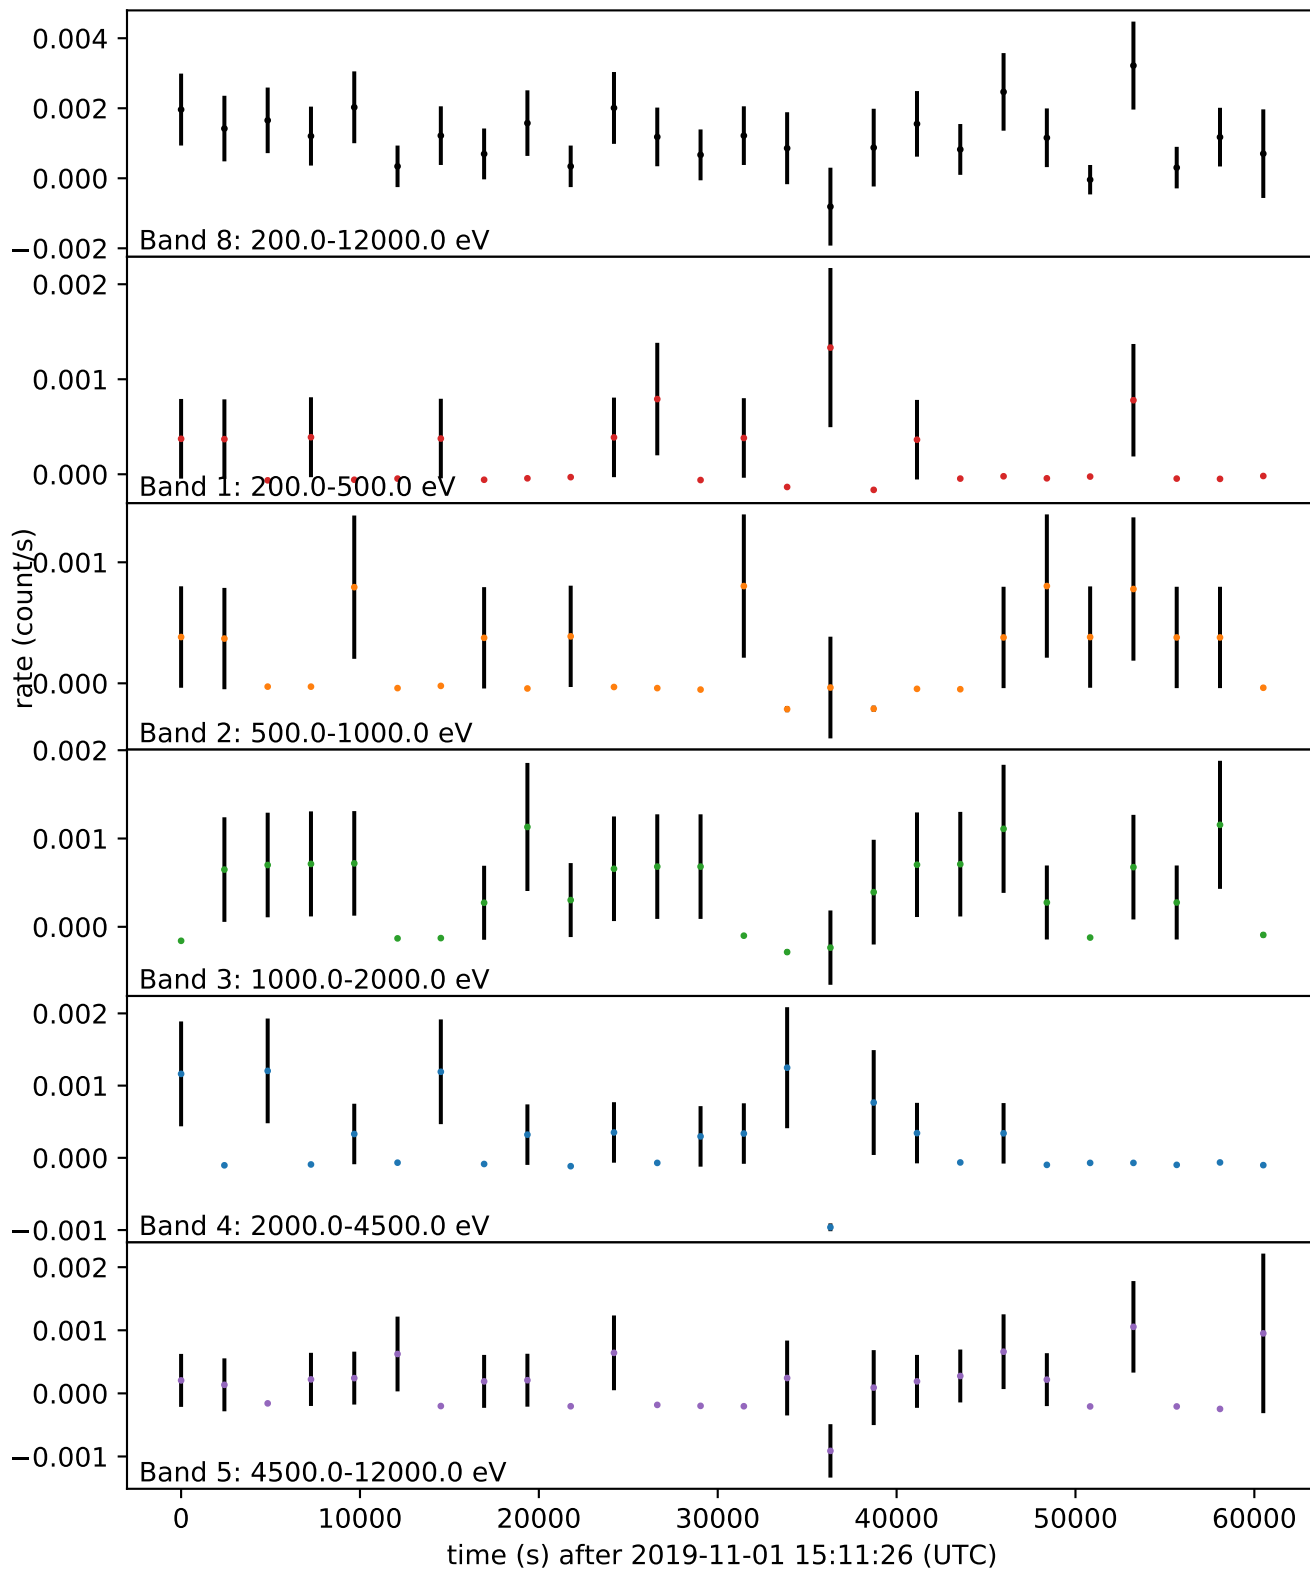 0.004
0.002
0.000
−0.002
Band 8: 200.0-12000.0 eV
0.002
0.001
0.000
Band 1: 200.0-500.0 eV
rate (count/s)
0.001
0.000
Band 2: 500.0-1000.0 eV
0.002
0.001
0.000
Band 3: 1000.0-2000.0 eV
0.002
0.001
0.000
−0.001
Band 4: 2000.0-4500.0 eV
0.002
0.001
0.000
−0.001
Band 5: 4500.0-12000.0 eV
0 10000 20000 30000 40000 50000 60000
time (s) after 2019-11-01 15:11:26 (UTC)